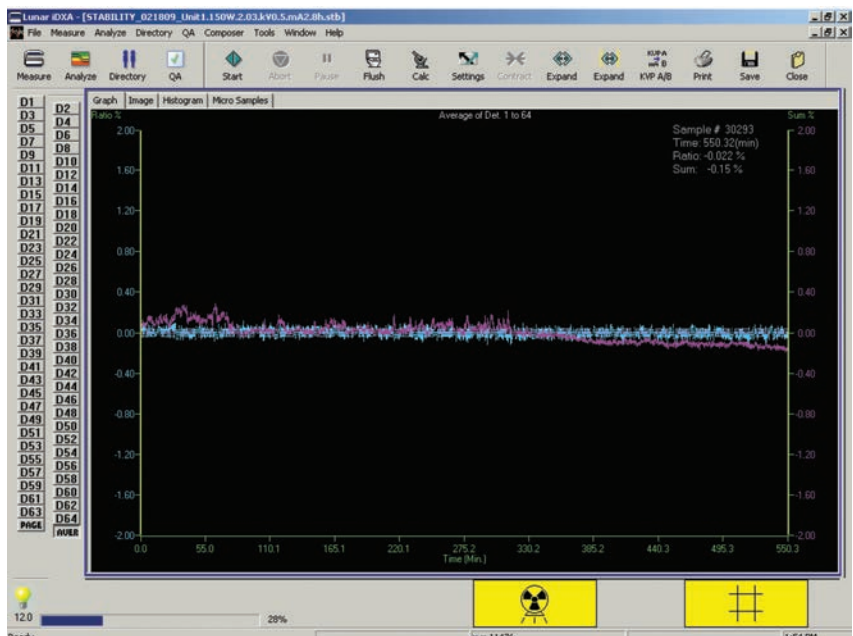 Lunar iDXA - [STABILITY_021809_Unit1.150W.2.03.kV0.5.mA2.8h.stb]
File Measure Analyze Directory QA Composer Tools Window Help
Measure Analyze Directory QA Start Abort Pause Flush Calc Settings Contract Expand Expand KVP A/B Print Save Close
Graph Image Histogram Micro Samples
Ratio % Average of Det. 1 to 64 Sum %
Sample # 30293
Time: 550.32(min)
Ratio: -0.022 %
Sum: -0.15 %
D1 D2
D3 D4
D5 D6
D7 D8
D9 D10
D11 D12
D13 D14
D15 D16
D17 D18
D19 D20
D21 D22
D23 D24
D25 D26
D27 D28
D29 D30
D31 D32
D33 D34
D35 D36
D37 D38
D39 D40
D41 D42
D43 D44
D45 D46
D47 D48
D49 D50
D51 D52
D53 D54
D55 D56
D57 D58
D59 D60
D61 D62
D63 D64
PAGE AVER
2.00 2.00
1.60 1.60
1.20 1.20
0.80 0.80
0.40 0.40
0.00 0.00
-0.40 -0.40
-0.80 -0.80
-1.20 -1.20
-1.60 -1.60
-2.00 -2.00
0.0 55.0 110.1 165.1 220.1 275.2 330.2 385.2 440.3 495.3 550.3
Time (Min.)
12.0 28%